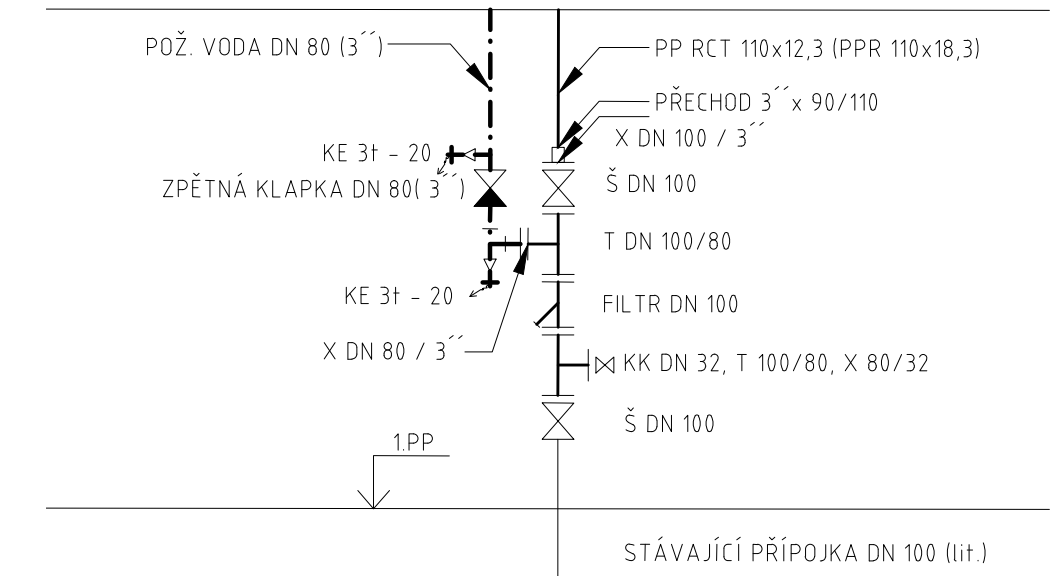 POŽ. VODA DN 80 (3´´)
PP RCT 110x12,3 (PPR 110x18,3)
PŘECHOD 3´´x 90/110
X DN 100 / 3´´
KE 3t - 20
ZPĚTNÁ KLAPKA DN 80( 3´´)
Š DN 100
T DN 100/80
KE 3t - 20
FILTR DN 100
X DN 80 / 3´´
KK DN 32, T 100/80, X 80/32
Š DN 100
1.PP
STÁVAJÍCÍ PŘÍPOJKA DN 100 (lit.)